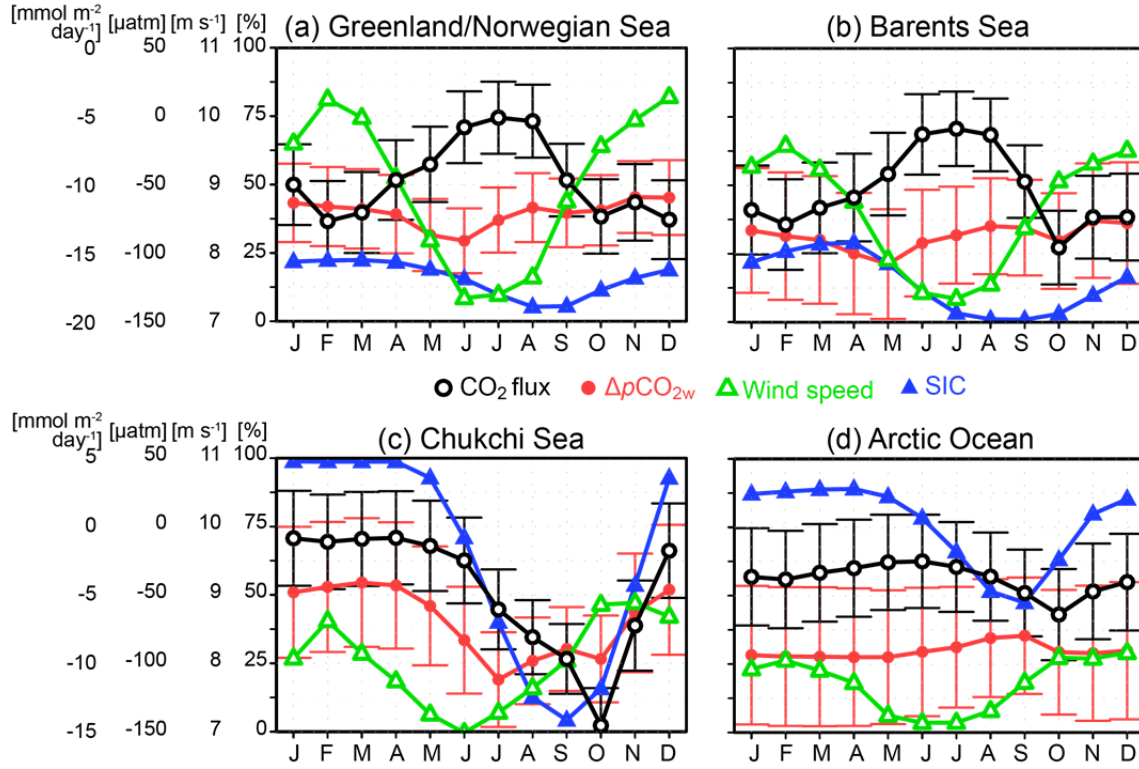 [mmol m⁻² day⁻¹] [µatm] [m s⁻¹] [%]
(a) Greenland/Norwegian Sea (b) Barents Sea
0 50 11 100
-5 0 10 75
-10 -50 9 50
-15 -100 8 25
-20 -150 7 0
J F M A M J J A S O N D J F M A M J J A S O N D
CO₂ flux ΔpCO₂w Wind speed SIC
[mmol m⁻² day⁻¹] [µatm] [m s⁻¹] [%]
(c) Chukchi Sea (d) Arctic Ocean
5 50 11 100
0 0 10 75
-5 -50 9 50
-10 -100 8 25
-15 -150 7 0
J F M A M J J A S O N D J F M A M J J A S O N D